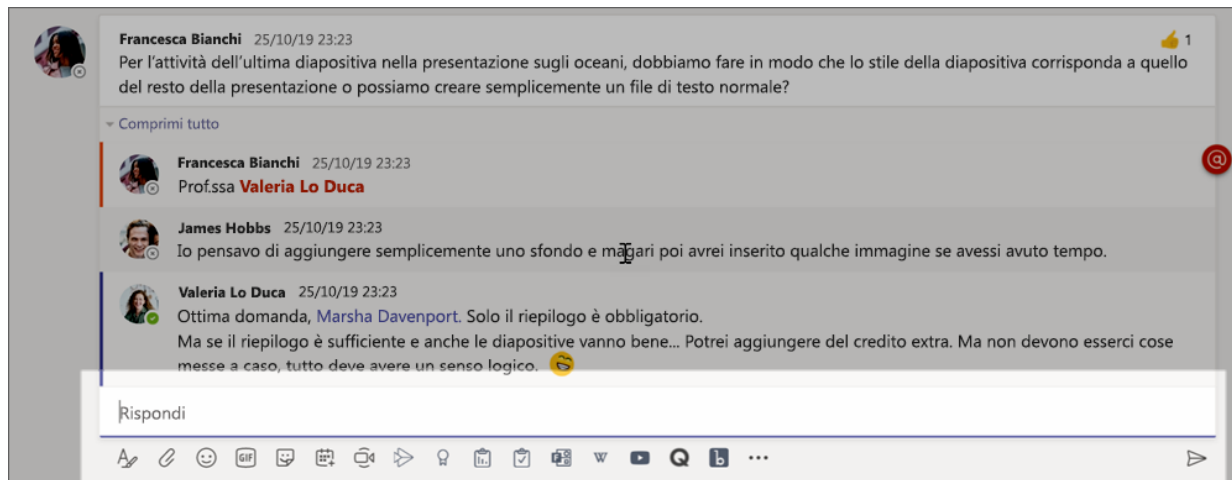 Francesca Bianchi 25/10/19 23:23
1
Per l'attività dell'ultima diapositiva nella presentazione sugli oceani, dobbiamo fare in modo che lo stile della diapositiva corrisponda a quello
del resto della presentazione o possiamo creare semplicemente un file di testo normale?
Comprimi tutto
Francesca Bianchi 25/10/19 23:23
@
Prof.ssa Valeria Lo Duca
James Hobbs 25/10/19 23:23
Io pensavo di aggiungere semplicemente uno sfondo e magari poi avrei inserito qualche immagine se avessi avuto tempo.
Valeria Lo Duca 25/10/19 23:23
Ottima domanda, Marsha Davenport. Solo il riepilogo è obbligatorio.
Ma se il riepilogo è sufficiente e anche le diapositive vanno bene... Potrei aggiungere del credito extra. Ma non devono esserci cose
messe a caso, tutto deve avere un senso logico.
Rispondi
GIF W Q b